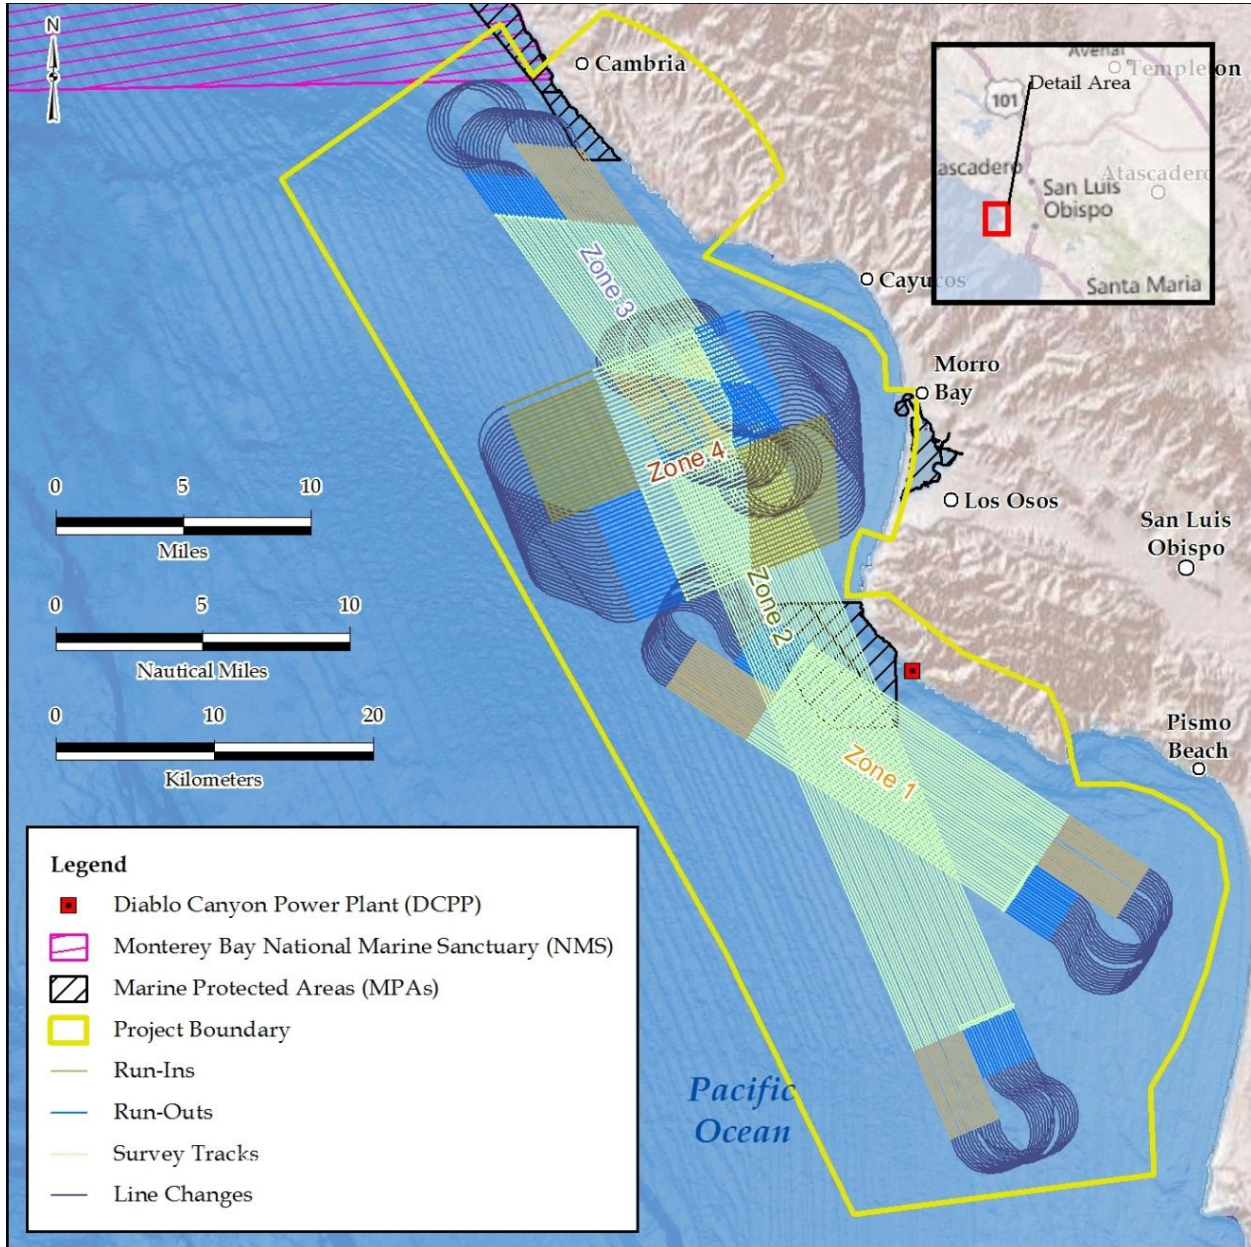 N
Cambria
Avenal
Templeton
Detail Area
101
ascadero
Atascadero
San Luis
Obispo
Santa Maria
Zone 3
Cayucos
Morro
Bay
Zone 4
Los Osos
San Luis
Obispo
0 5 10
Miles
0 5 10
Nautical Miles
0 10 20
Kilometers
Zone 2
Pismo
Beach
Zone 1
Legend
Diablo Canyon Power Plant (DCPP)
Monterey Bay National Marine Sanctuary (NMS)
Marine Protected Areas (MPAs)
Project Boundary
Run-Ins
Run-Outs
Survey Tracks
Line Changes
Pacific
Ocean